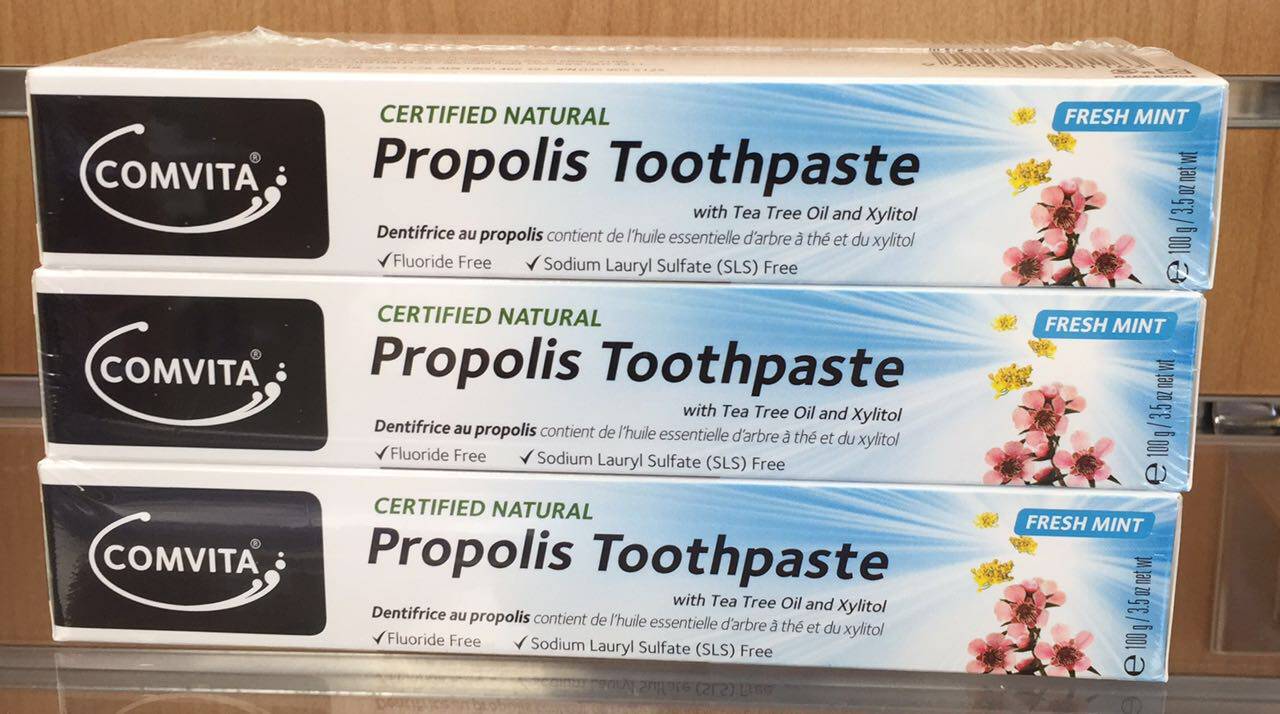 COMVITA®
CERTIFIED NATURAL
Propolis Toothpaste
with Tea Tree Oil and Xylitol
Dentifrice au propolis contient de l'huile essentielle d'arbre à thé et du xylitol
✓Fluoride Free ✓Sodium Lauryl Sulfate (SLS) Free
FRESH MINT
e 100 g / 3.5 oz net wt
COMVITA®
CERTIFIED NATURAL
Propolis Toothpaste
with Tea Tree Oil and Xylitol
Dentifrice au propolis contient de l'huile essentielle d'arbre à thé et du xylitol
✓Fluoride Free ✓Sodium Lauryl Sulfate (SLS) Free
FRESH MINT
e 100 g / 3.5 oz net wt
COMVITA®
CERTIFIED NATURAL
Propolis Toothpaste
with Tea Tree Oil and Xylitol
Dentifrice au propolis contient de l'huile essentielle d'arbre à thé et du xylitol
✓Fluoride Free ✓Sodium Lauryl Sulfate (SLS) Free
FRESH MINT
e 100 g / 3.5 oz net wt